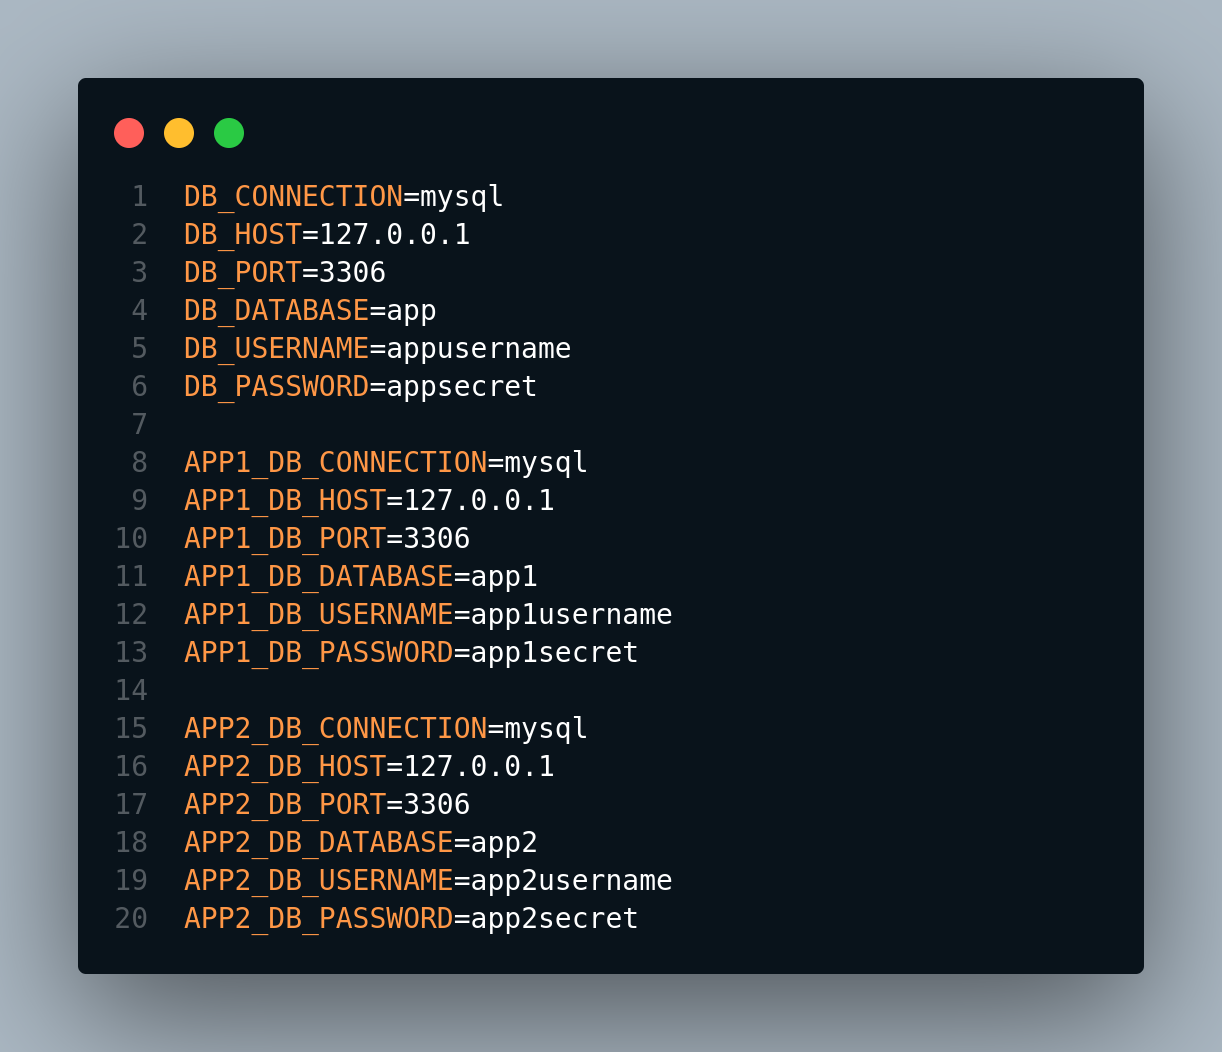 1 DB_CONNECTION=mysql
2 DB_HOST=127.0.0.1
3 DB_PORT=3306
4 DB_DATABASE=app
5 DB_USERNAME=appusername
6 DB_PASSWORD=appsecret
7
8 APP1_DB_CONNECTION=mysql
9 APP1_DB_HOST=127.0.0.1
10 APP1_DB_PORT=3306
11 APP1_DB_DATABASE=app1
12 APP1_DB_USERNAME=app1username
13 APP1_DB_PASSWORD=app1secret
14
15 APP2_DB_CONNECTION=mysql
16 APP2_DB_HOST=127.0.0.1
17 APP2_DB_PORT=3306
18 APP2_DB_DATABASE=app2
19 APP2_DB_USERNAME=app2username
20 APP2_DB_PASSWORD=app2secret